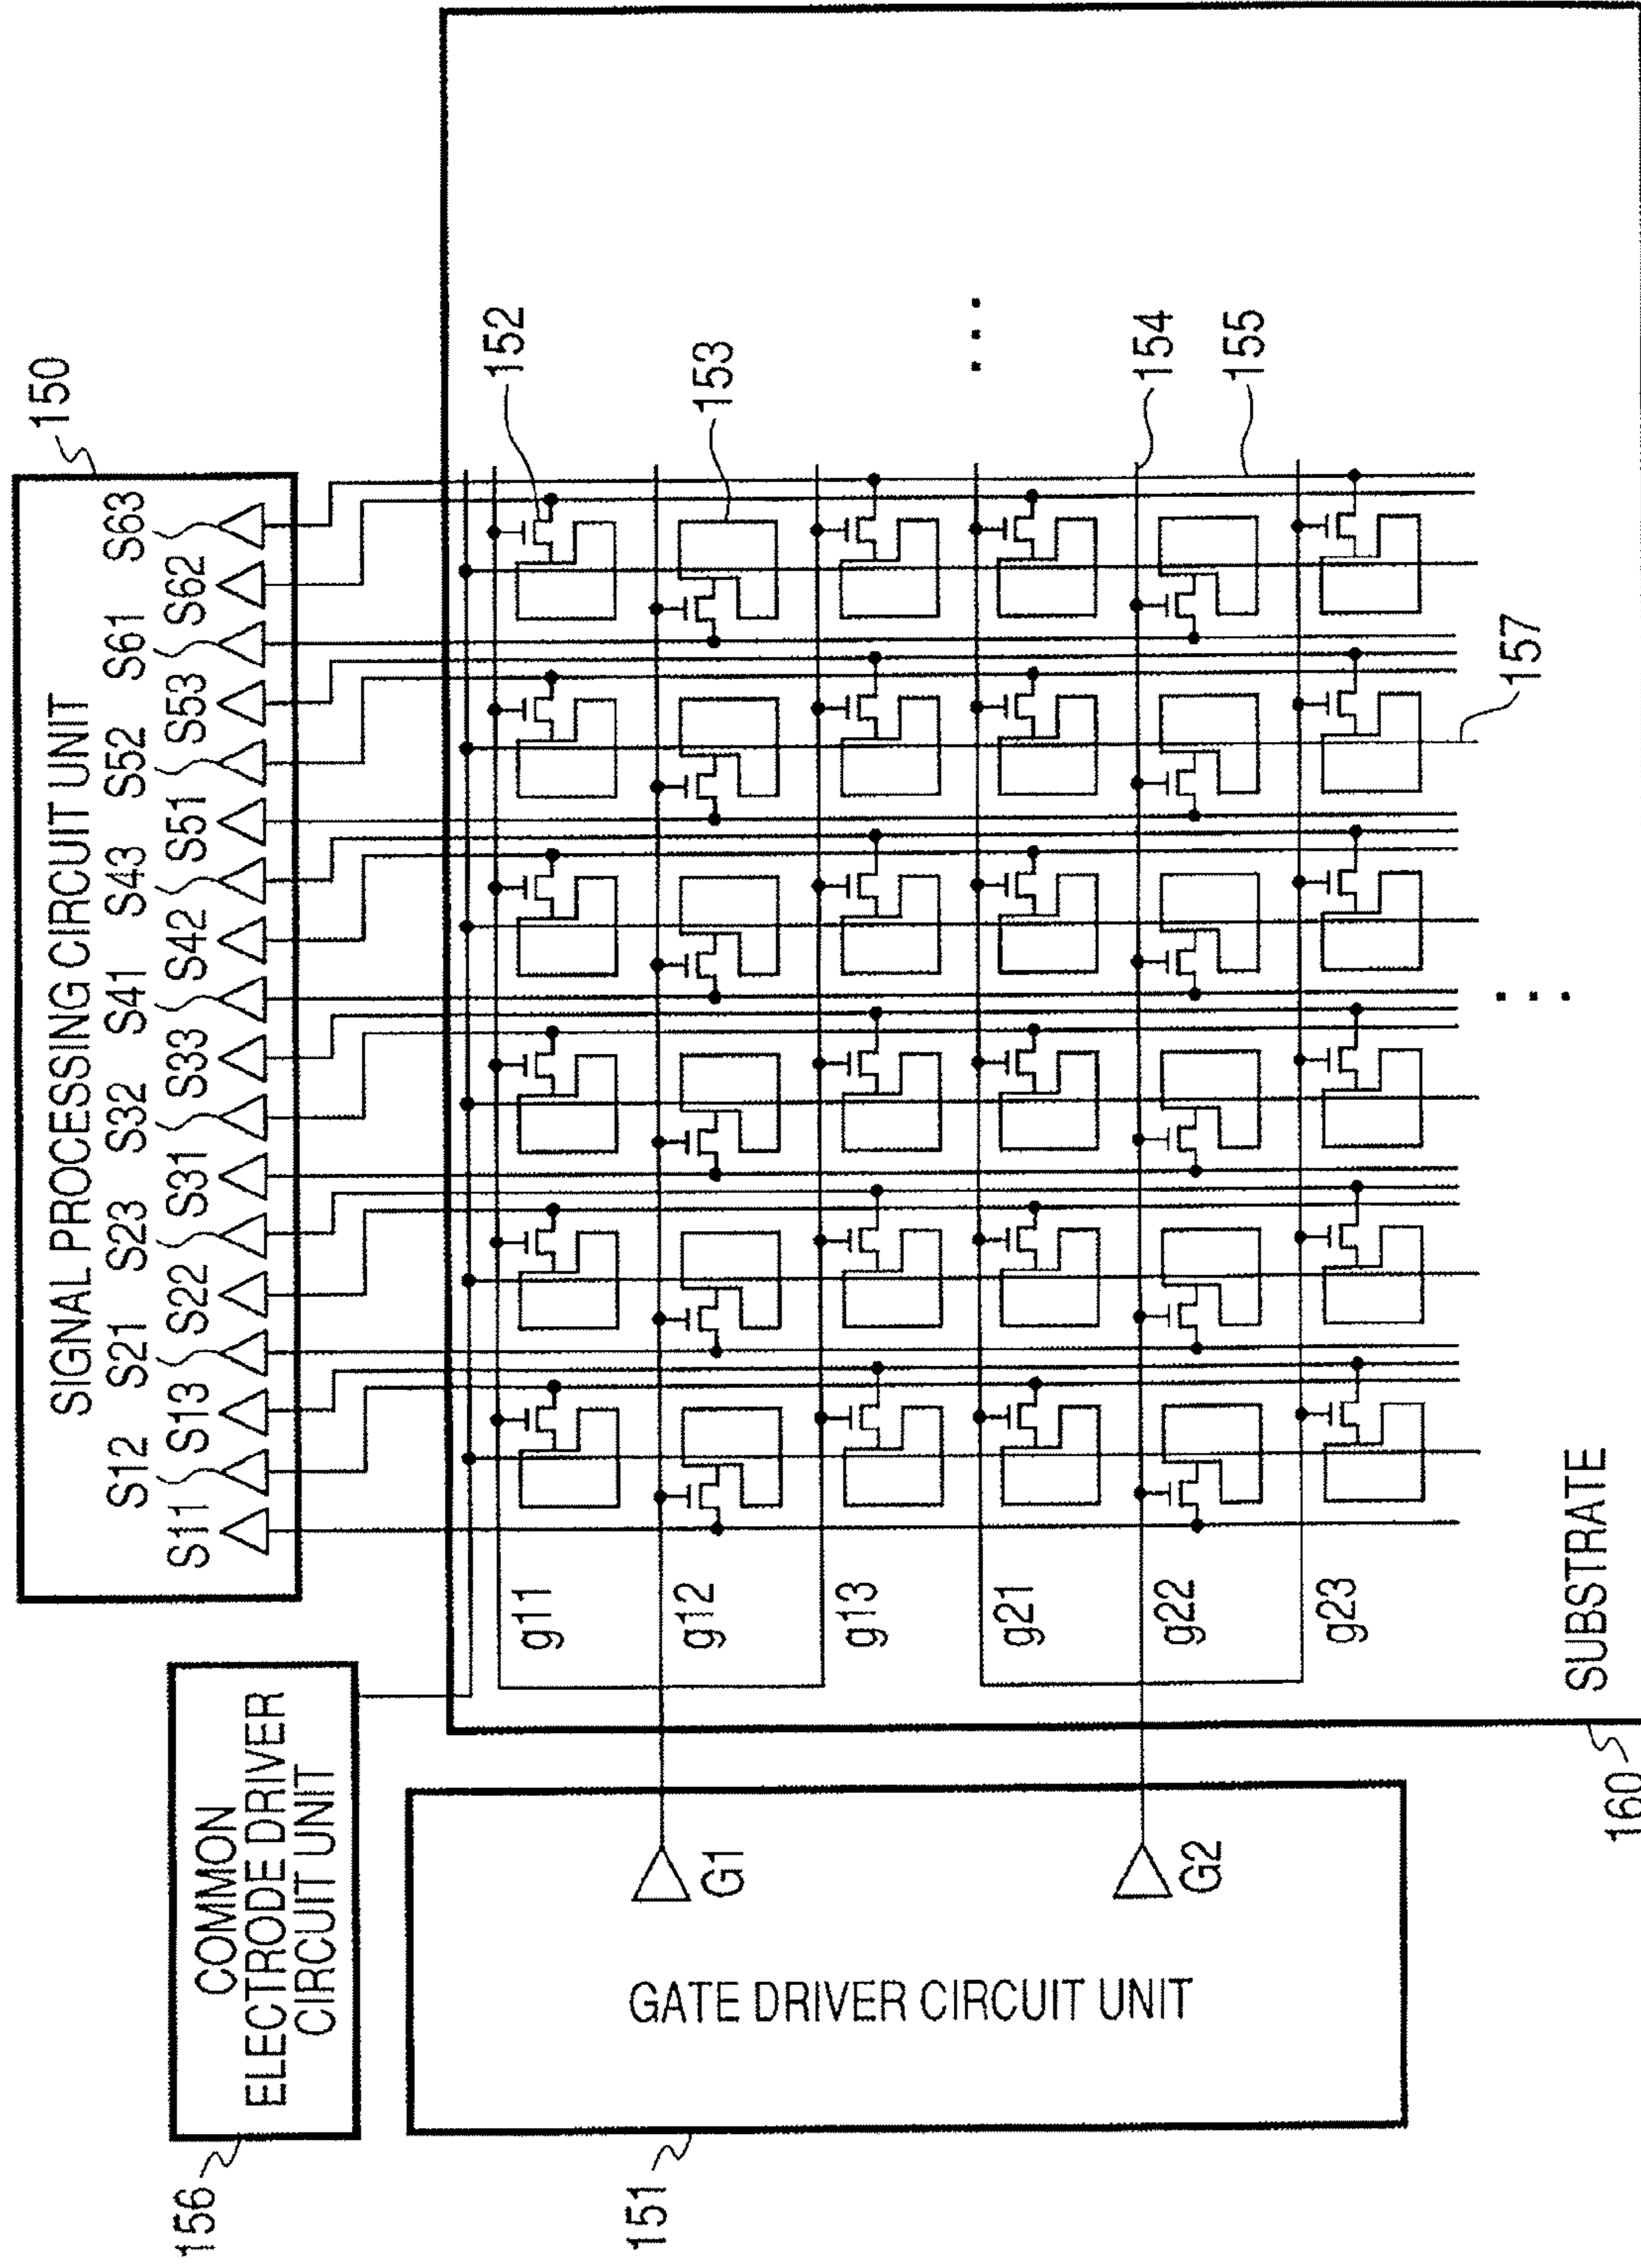 150
SIGNAL PROCESSING CIRCUIT UNIT
S12 S21 S23 S32 S41 S43 S52 S61 S63
S11 S13 S22 S31 S33 S42 S51 S53 S62
156
COMMON
ELECTRODE DRIVER
CIRCUIT UNIT
151
GATE DRIVER CIRCUIT UNIT
G1
G2
g11
g12
g13
g21
g22
g23
152
153
154
155
157
SUBSTRATE
160